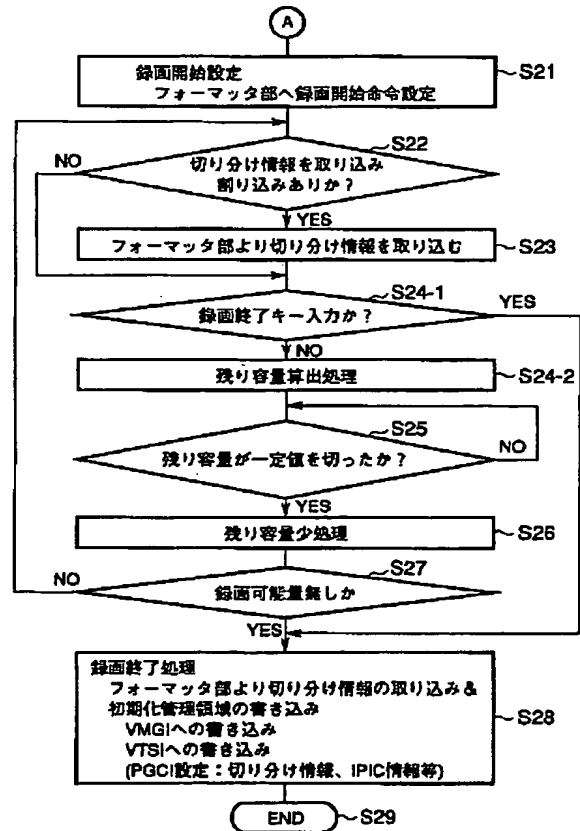 A
録画開始設定
フォーマッタ部へ録画開始命令設定
S21
S22
NO
切り分け情報を取り込み
割り込みありか？
YES
フォーマッタ部より切り分け情報を取り込む
S23
S24-1
YES
録画終了キー入力か？
NO
残り容量算出処理
S24-2
S25
NO
残り容量が一定値を切ったか？
YES
残り容量少処理
S26
S27
NO
録画可能量無しか
YES
録画終了処理
フォーマッタ部より切り分け情報の取り込み＆
初期化管理領域の書き込み
VMGIへの書き込み
VTSIへの書き込み
(PGCI設定：切り分け情報、IPIC情報等)
S28
END
S29